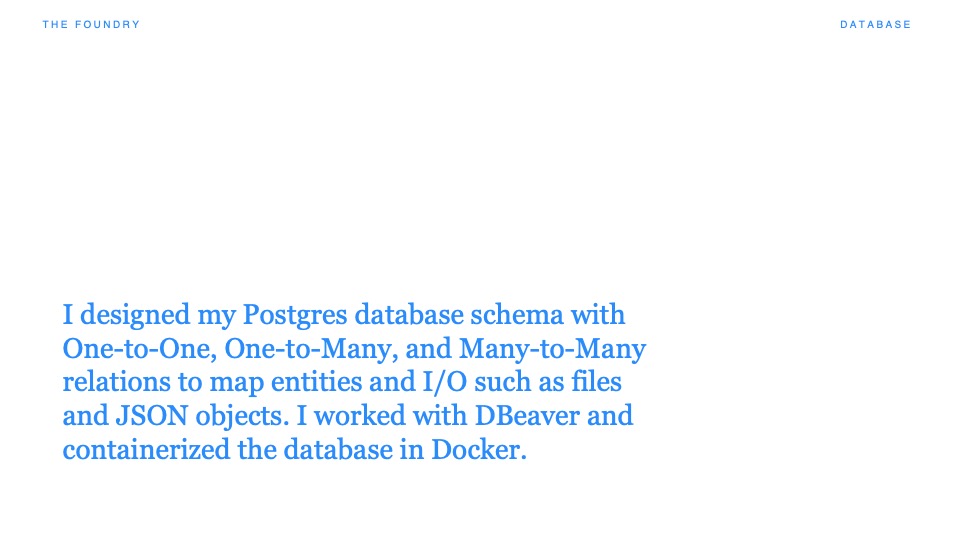 THE FOUNDRY
DATABASE
I designed my Postgres database schema with
One-to-One, One-to-Many, and Many-to-Many
relations to map entities and I/O such as files
and JSON objects. I worked with DBeaver and
containerized the database in Docker.